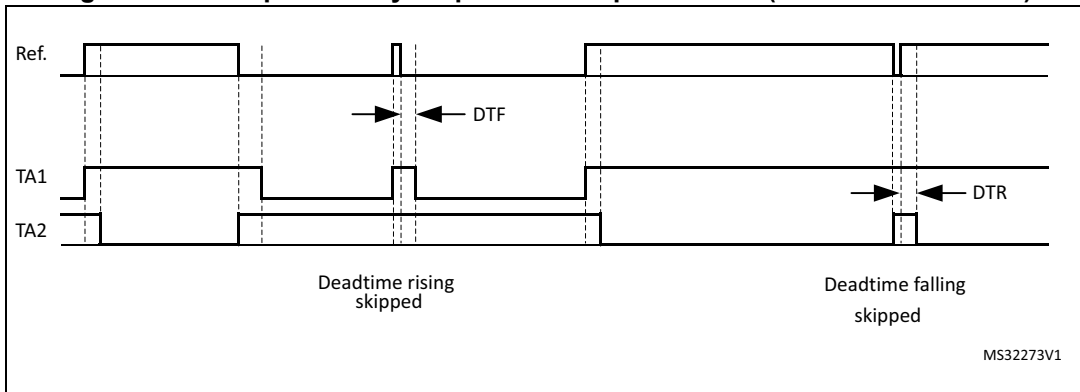 Ref.
DTF
TA1
DTR
TA2
Deadtime rising
skipped
Deadtime falling
skipped
MS32273V1